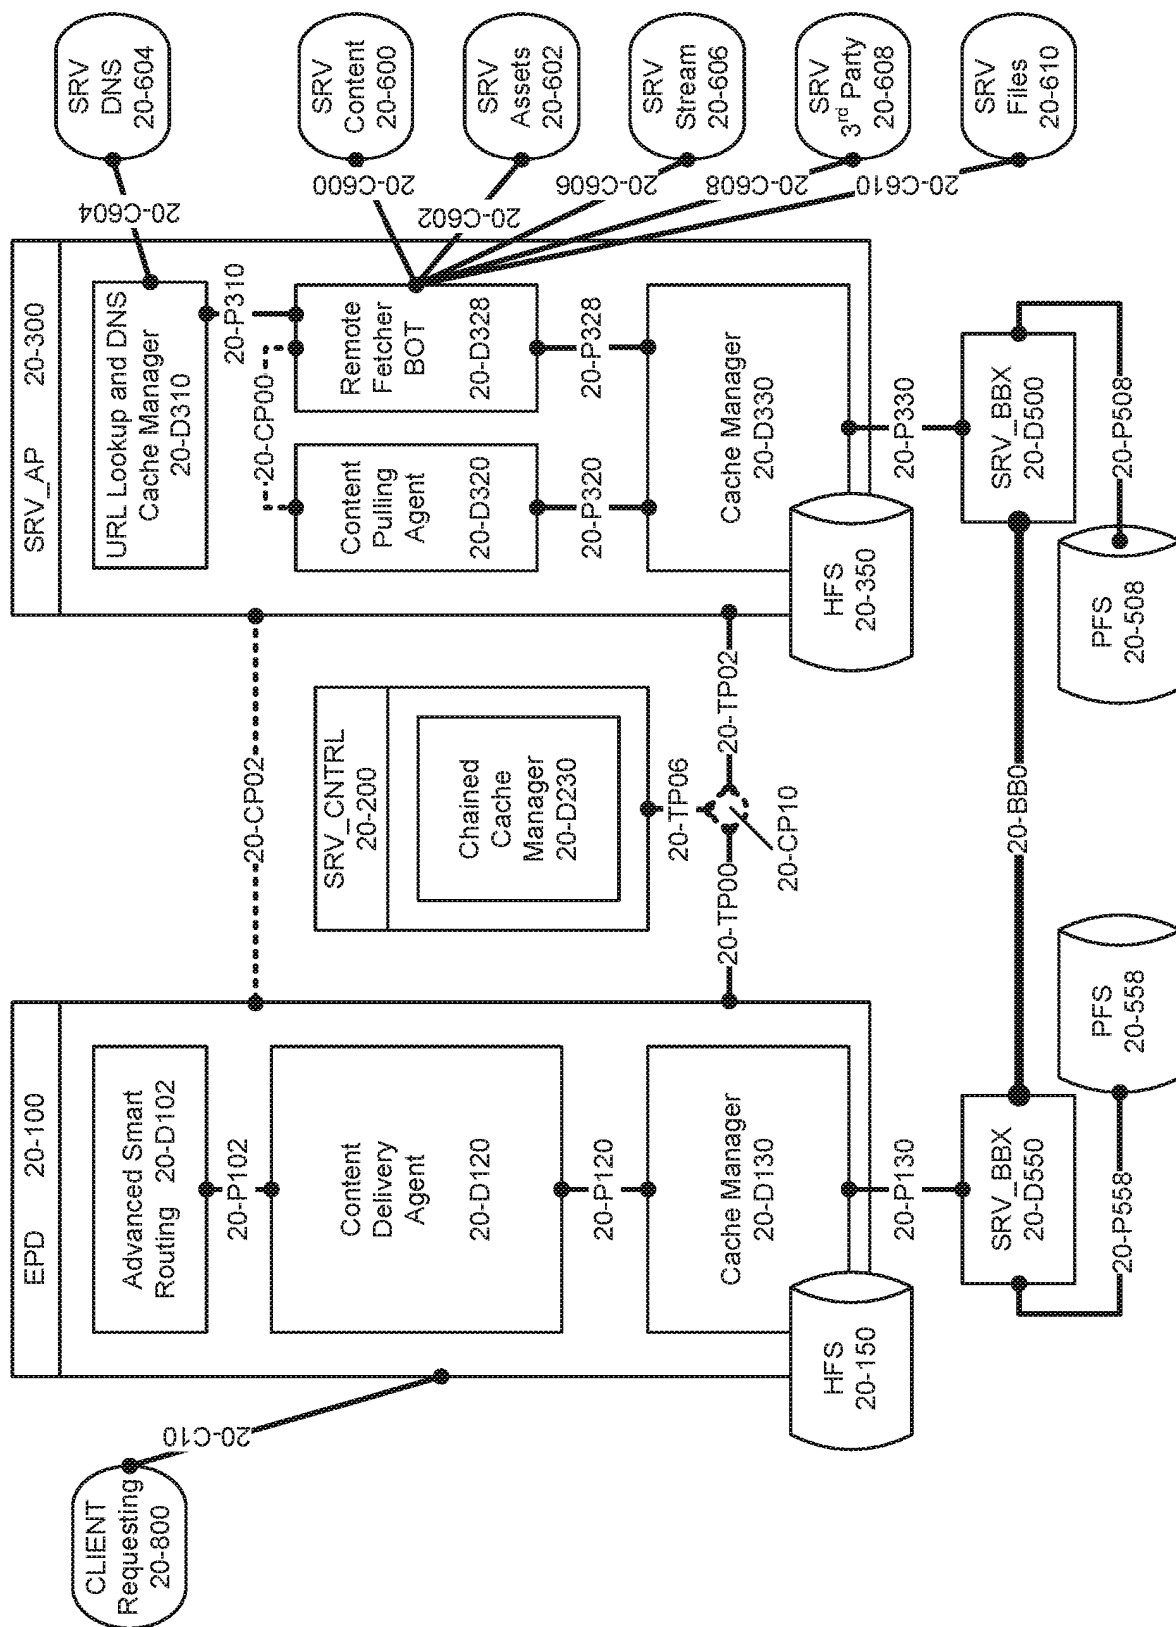 CLIENT
Requesting
20-800
20-C10
EPD 20-100
Advanced Smart
Routing 20-D102
20-P102
Content
Delivery
Agent
20-D120
20-P120
Cache Manager
20-D130
HFS
20-150
20-P130
SRV_BBX
20-D550
20-P558
PFS
20-558
20-BB0
20-CP02
SRV_CNTRL
20-200
Chained
Cache
Manager
20-D230
20-TP06
20-TP00
20-TP02
20-CP10
SRV_AP 20-300
URL Lookup and DNS
Cache Manager
20-D310
20-P310
20-CP00
Content
Pulling
Agent
20-D320
Remote
Fetcher
BOT
20-D328
20-P320
20-P328
Cache Manager
20-D330
HFS
20-350
20-P330
SRV_BBX
20-D500
20-P508
PFS
20-508
20-C604
20-C600
20-C602
20-C606
20-C608
20-C610
SRV
DNS
20-604
SRV
Content
20-600
SRV
Assets
20-602
SRV
Stream
20-606
SRV
3rd Party
20-608
SRV
Files
20-610